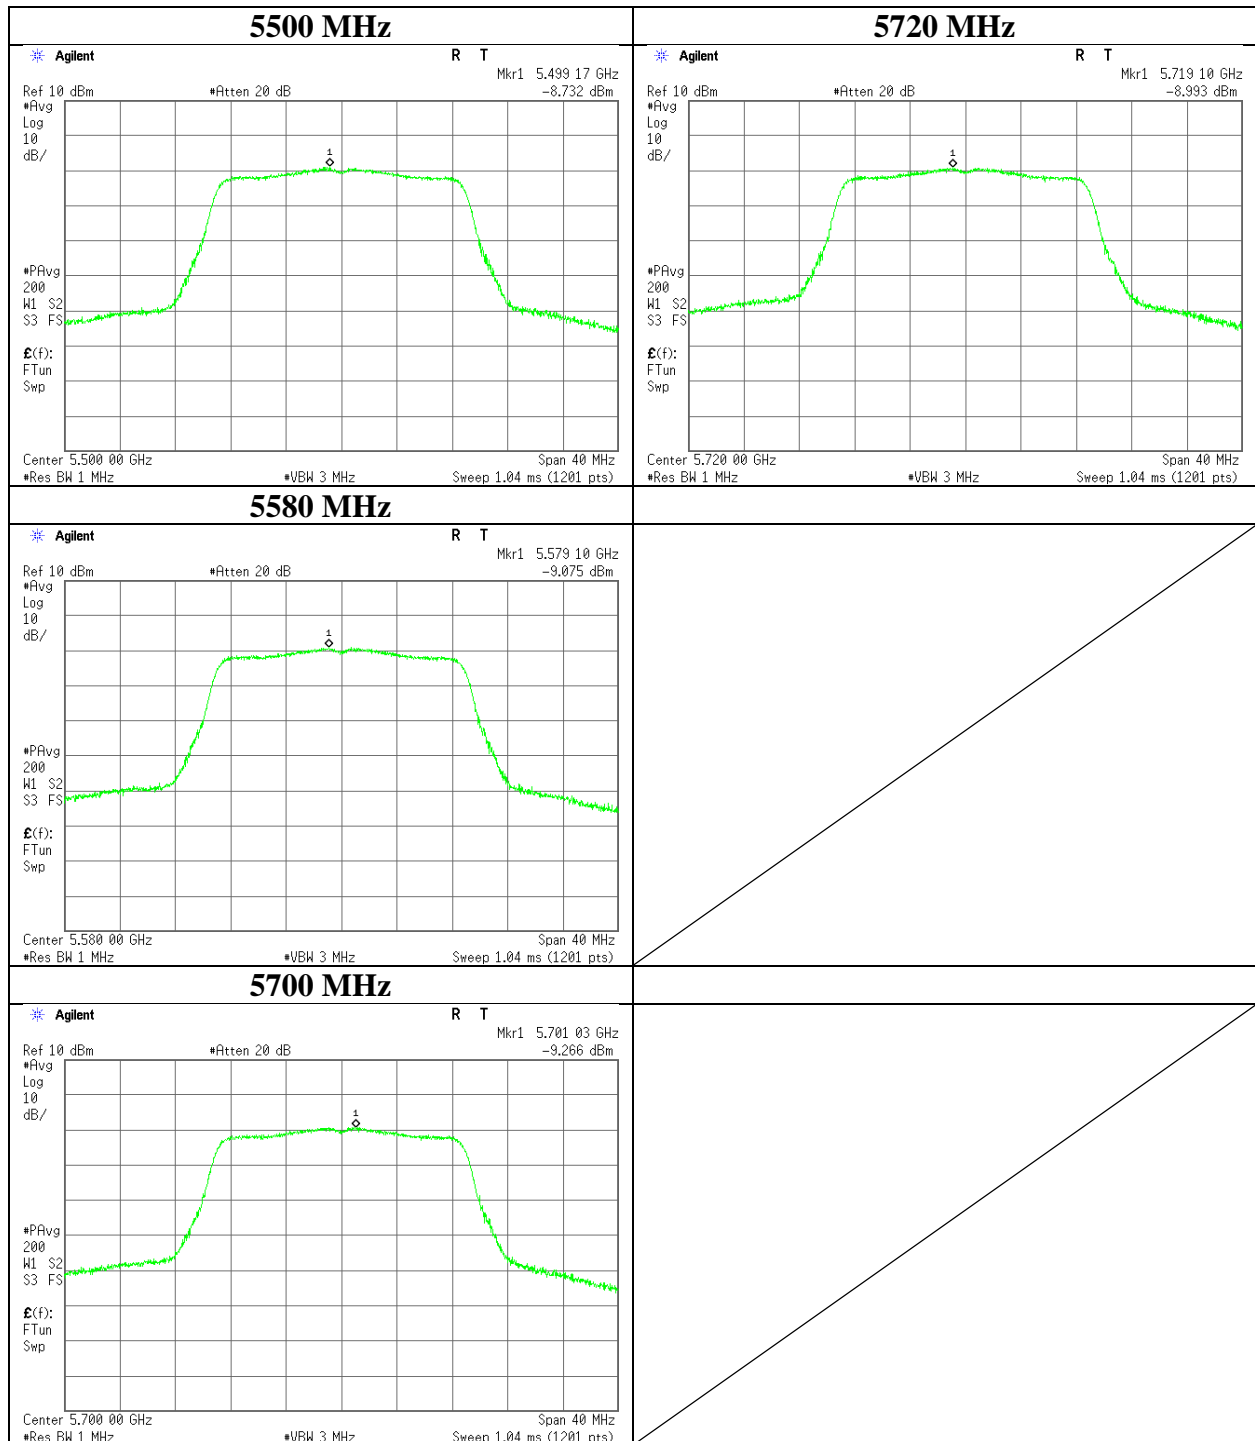 5500 MHz
Agilent
R T
Mkr1 5.499 17 GHz
Ref 10 dBm #Atten 20 dB -8.732 dBm
#Avg
Log
10
dB/
1
#PAvg
200
W1 S2
S3 FS
£(f):
FTun
Swp
Center 5.500 00 GHz Span 40 MHz
#Res BW 1 MHz #VBW 3 MHz Sweep 1.04 ms (1201 pts)
5720 MHz
Agilent
R T
Mkr1 5.719 10 GHz
Ref 10 dBm #Atten 20 dB -8.993 dBm
#Avg
Log
10
dB/
1
#PAvg
200
W1 S2
S3 FS
£(f):
FTun
Swp
Center 5.720 00 GHz Span 40 MHz
#Res BW 1 MHz #VBW 3 MHz Sweep 1.04 ms (1201 pts)
5580 MHz
Agilent
R T
Mkr1 5.579 10 GHz
Ref 10 dBm #Atten 20 dB -9.075 dBm
#Avg
Log
10
dB/
1
#PAvg
200
W1 S2
S3 FS
£(f):
FTun
Swp
Center 5.580 00 GHz Span 40 MHz
#Res BW 1 MHz #VBW 3 MHz Sweep 1.04 ms (1201 pts)
5700 MHz
Agilent
R T
Mkr1 5.701 03 GHz
Ref 10 dBm #Atten 20 dB -9.266 dBm
#Avg
Log
10
dB/
1
#PAvg
200
W1 S2
S3 FS
£(f):
FTun
Swp
Center 5.700 00 GHz Span 40 MHz
#Res BW 1 MHz #VBW 3 MHz Sweep 1.04 ms (1201 pts)